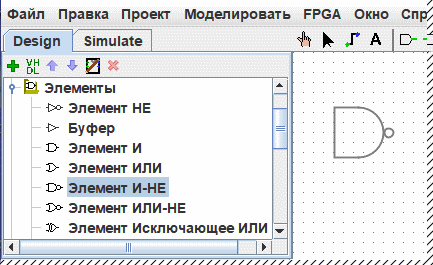 Файл Правка Проект Моделировать FPGA Окно Спр
Design Simulate
A
VH
DL
Элементы
Элемент НЕ
Буфер
Элемент И
Элемент ИЛИ
Элемент И-НЕ
Элемент ИЛИ-НЕ
Элемент Исключающее ИЛИ